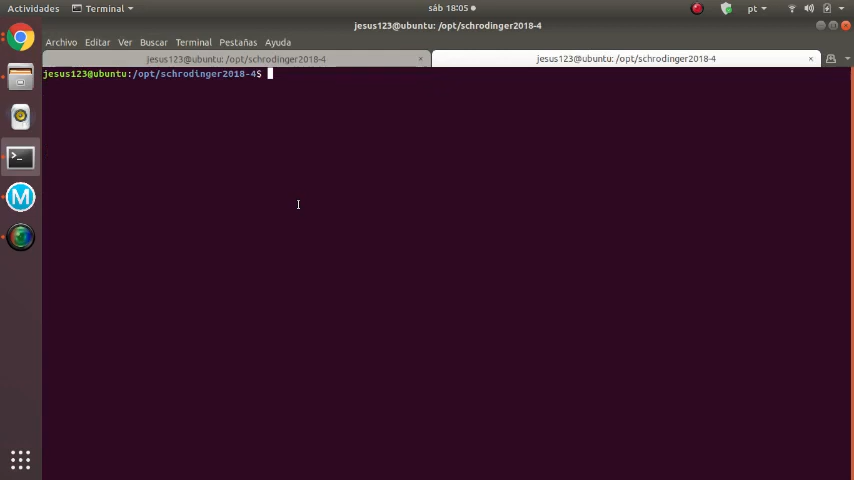 Actividades Terminal sáb 18:05 pt
jesus123@ubuntu: /opt/schrodinger2018-4
Archivo Editar Ver Buscar Terminal Pestañas Ayuda
jesus123@ubuntu: /opt/schrodinger2018-4 × jesus123@ubuntu: /opt/schrodinger2018-4 ×
jesus123@ubuntu:/opt/schrodinger2018-4$
M